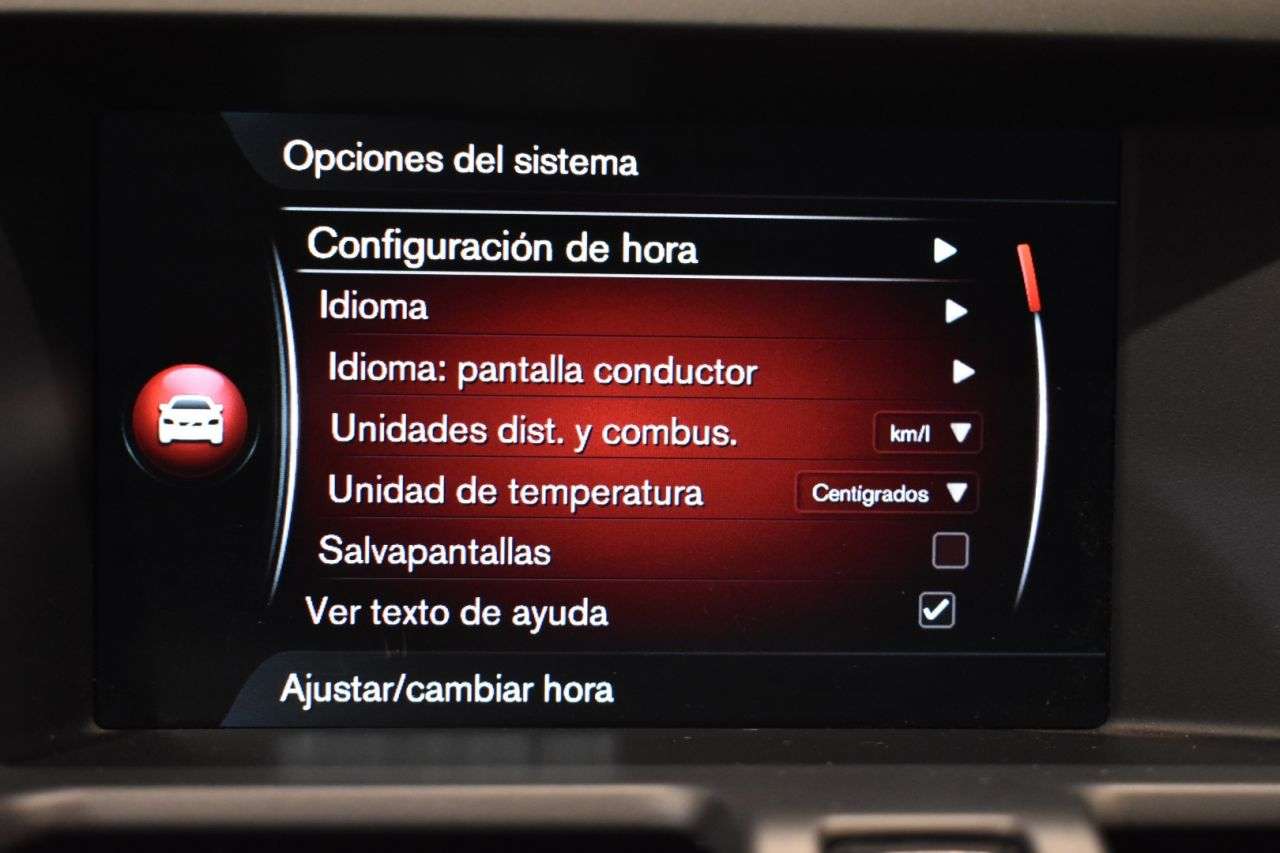 Opciones del sistema
Configuración de hora
Idioma
Idioma: pantalla conductor
Unidades dist. y combus. km/l
Unidad de temperatura Centigrados
Salvapantallas
Ver texto de ayuda
Ajustar/cambiar hora